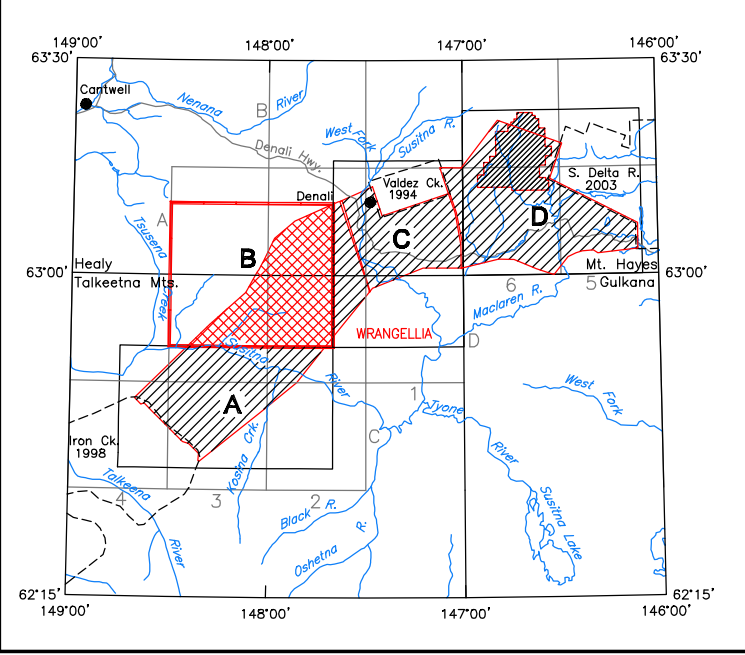 149°00' 148°00' 147°00' 146°00'
63°30' 63°30'
Cantwell
Nenana River
B
Denali Hwy.
West Fork
Susitna R.
Valdez Ck.
1994
S. Delta R.
2003
Denali
A
Tsusena Creek
B
C
D
Healy
Talkeetna Mts.
63°00' 63°00'
Mt. Hayes
Gulkana
6 5
Maclaren R.
WRANGELLIA
D
Susitna River
A
1
Tyone River
West Fork
C
Iron Ck.
1998
Kosina Crk.
Talkeetna River
4 3 2
Black R.
Oshetna R.
Susitna Lake
62°15' 62°15'
149°00' 148°00' 147°00' 146°00'